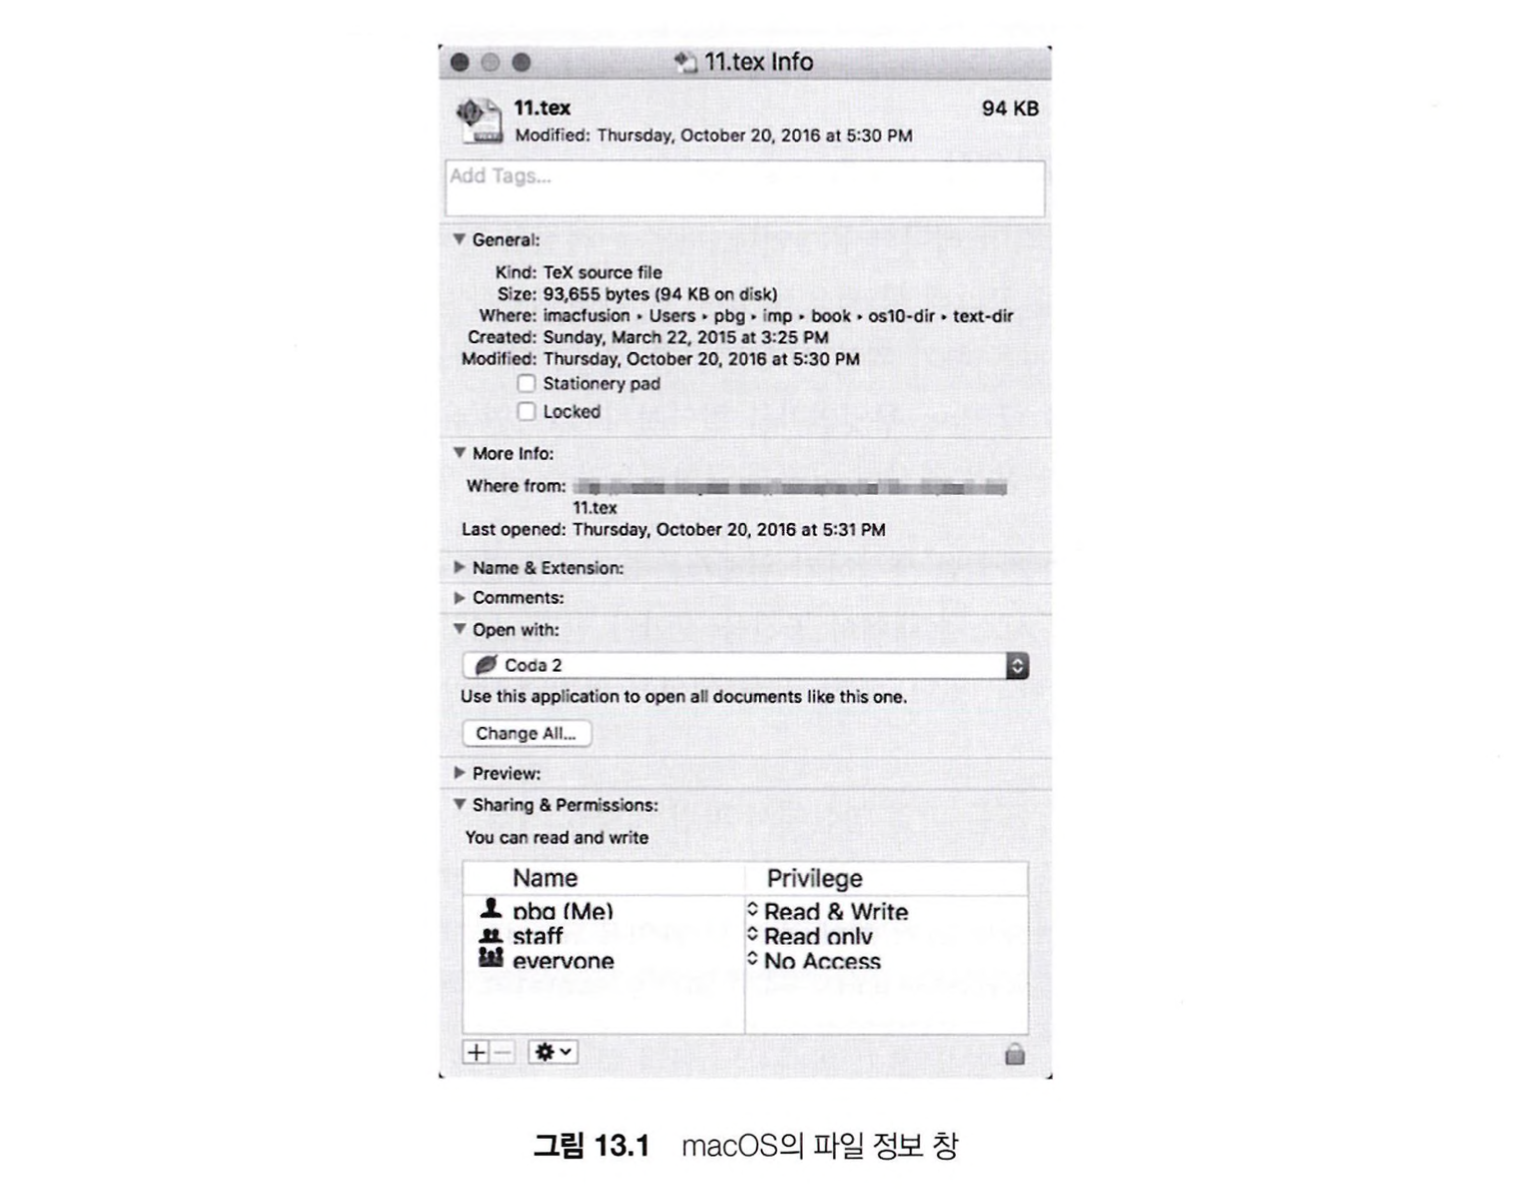 11.tex Info
11.tex 94 KB
Modified: Thursday, October 20, 2016 at 5:30 PM
Add Tags...
General:
Kind: TeX source file
Size: 93,655 bytes (94 KB on disk)
Where: imacfusion ‣ Users ‣ pbg ‣ imp ‣ book ‣ os10-dir ‣ text-dir
Created: Sunday, March 22, 2015 at 3:25 PM
Modified: Thursday, October 20, 2016 at 5:30 PM
Stationery pad
Locked
More Info:
Where from:
11.tex
Last opened: Thursday, October 20, 2016 at 5:31 PM
Name & Extension:
Comments:
Open with:
Coda 2
Use this application to open all documents like this one.
Change All...
Preview:
Sharing & Permissions:
You can read and write
Name Privilege
pbg (Me) Read & Write
staff Read only
everyone No Access
그림 13.1 macOS의 파일 정보 창